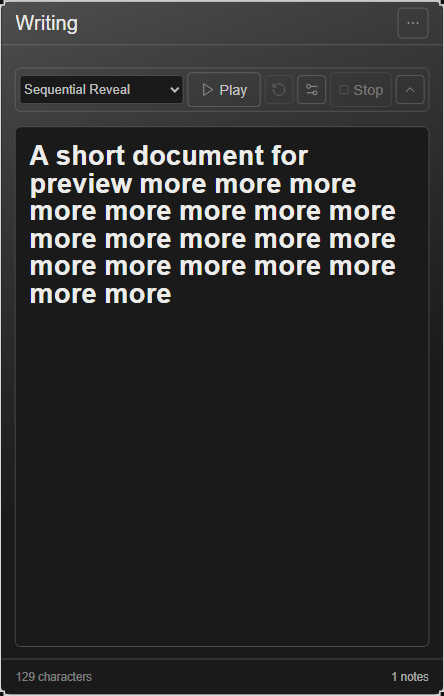 Writing
Sequential Reveal
Play
Stop
A short document for
preview more more more
more more more more more
more more more more more
more more more more more
more more
129 characters
1 notes